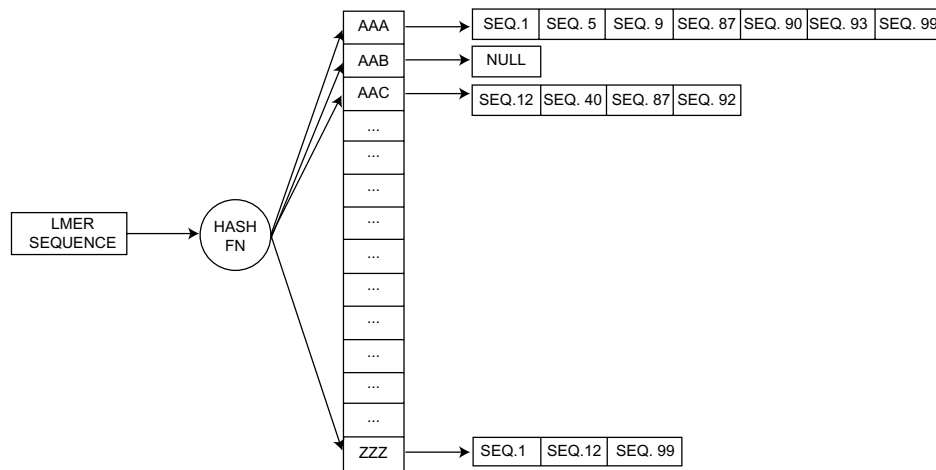 AAA
SEQ.1 SEQ. 5 SEQ. 9 SEQ. 87 SEQ. 90 SEQ. 93 SEQ. 99
AAB
NULL
AAC
SEQ.12 SEQ. 40 SEQ. 87 SEQ. 92
...
...
...
...
...
...
...
...
...
...
LMER
SEQUENCE
HASH
FN
ZZZ
SEQ.1 SEQ.12 SEQ. 99